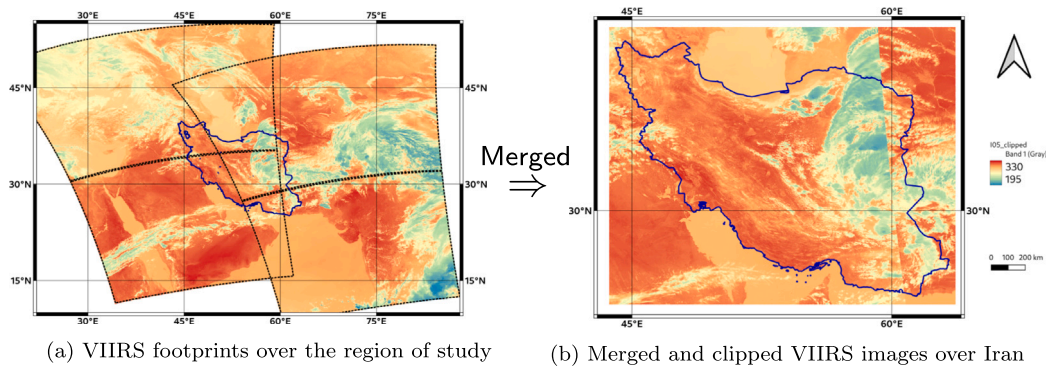 30°E 45°E 60°E 75°E
45°N 45°N
30°N 30°N
15°N 15°N
30°E 45°E 60°E 75°E
(a) VIIRS footprints over the region of study
Merged
⇒
45°E 60°E
30°N 30°N
45°E 60°E
I05_clipped
Band 1 (Gray)
330
195
0 100 200 km
(b) Merged and clipped VIIRS images over Iran